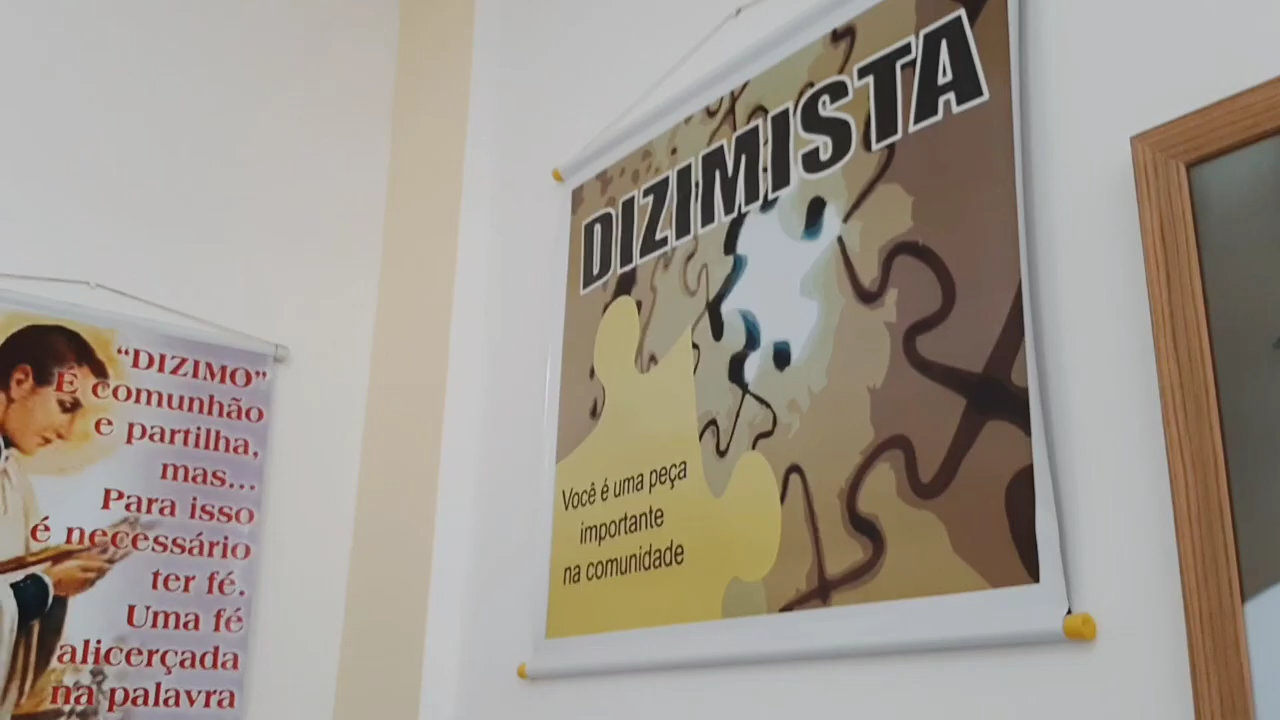 “DIZIMO”
É comunhão
e partilha,
mas...
Para isso
é necessário
ter fé.
Uma fé
alicerçada
na palavra
DIZIMISTA
Você é uma peça
importante
na comunidade